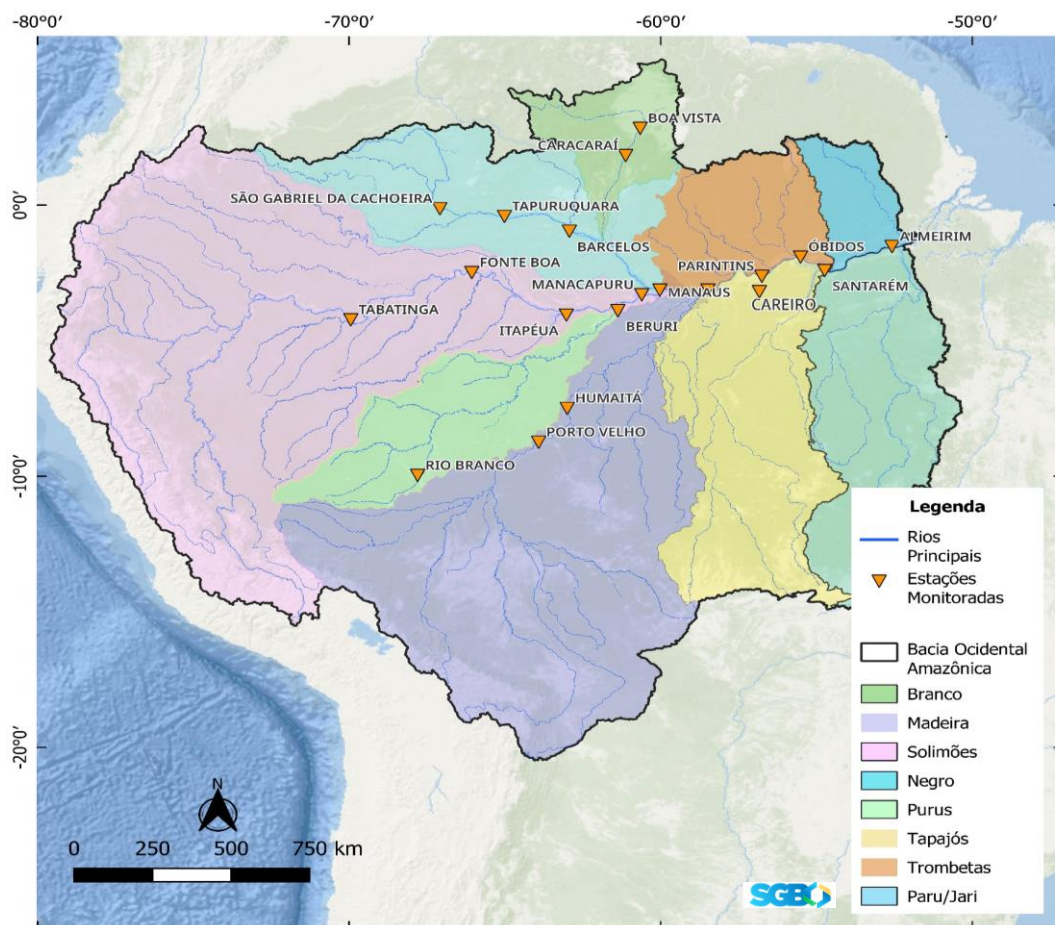 -80°0′ -70°0′ -60°0′ -50°0′
0°0′
-10°0′
-20°0′
BOA VISTA
CARACARAÍ
SÃO GABRIEL DA CACHOEIRA
TAPURUQUARA
BARCELOS
ÓBIDOS
ALMEIRIM
FONTE BOA
PARINTINS
MANACAPURU
MANAUS
SANTARÉM
CAREIRO
TABATINGA
ITAPÉUA
BERURI
HUMAITÁ
PORTO VELHO
RIO BRANCO
Legenda
Rios
Principais
Estações
Monitoradas
Bacia Ocidental
Amazônica
Branco
Madeira
Solimões
Negro
Purus
Tapajós
Trombetas
Paru/Jari
N
0 250 500 750 km
SGB